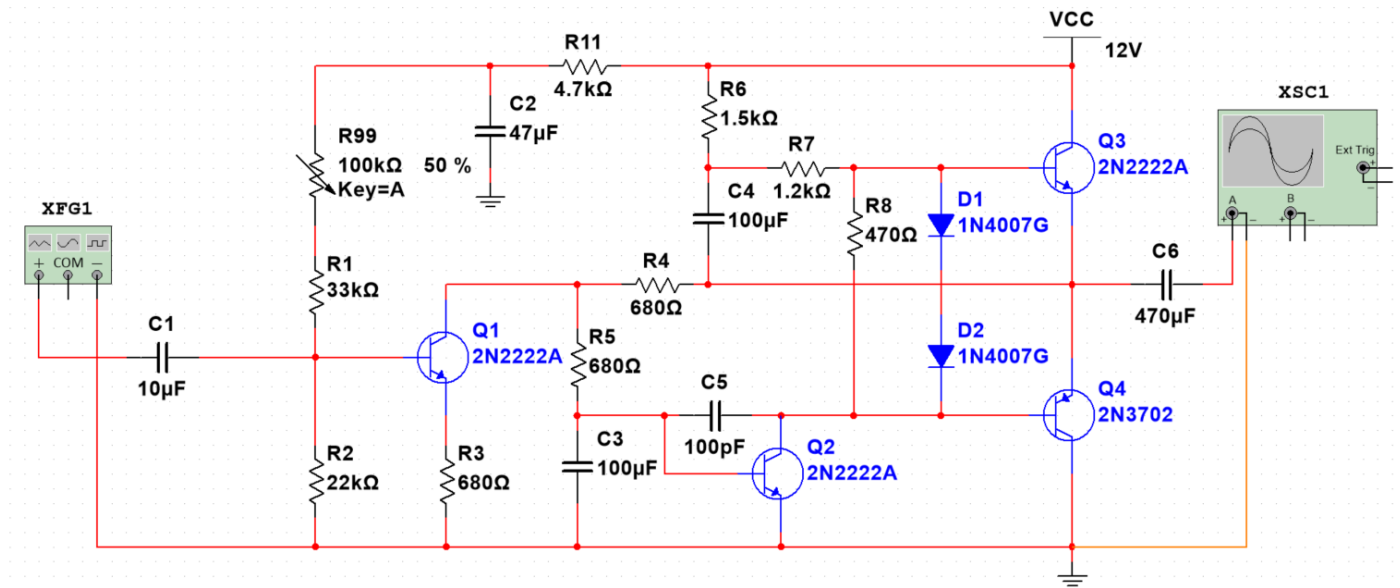 VCC
12V
R11
4.7kΩ
C2
47µF
R6
1.5kΩ
XSC1
Ext Trig
+
−
A
B
+
−
+
−
R99
100kΩ 50 %
Key=A
R7
1.2kΩ
Q3
2N2222A
C4
100µF
R8
470Ω
D1
1N4007G
XFG1
+ COM −
R1
33kΩ
R4
680Ω
C6
470µF
C1
10µF
Q1
2N2222A
R5
680Ω
D2
1N4007G
C5
100pF
Q4
2N3702
R2
22kΩ
R3
680Ω
C3
100µF
Q2
2N2222A